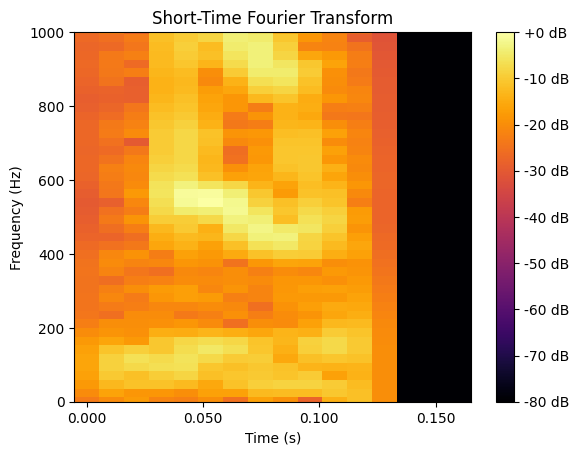 Short-Time Fourier Transform
Frequency (Hz)
1000
800
600
400
200
0
0.000
0.050
0.100
0.150
Time (s)
+0 dB
-10 dB
-20 dB
-30 dB
-40 dB
-50 dB
-60 dB
-70 dB
-80 dB